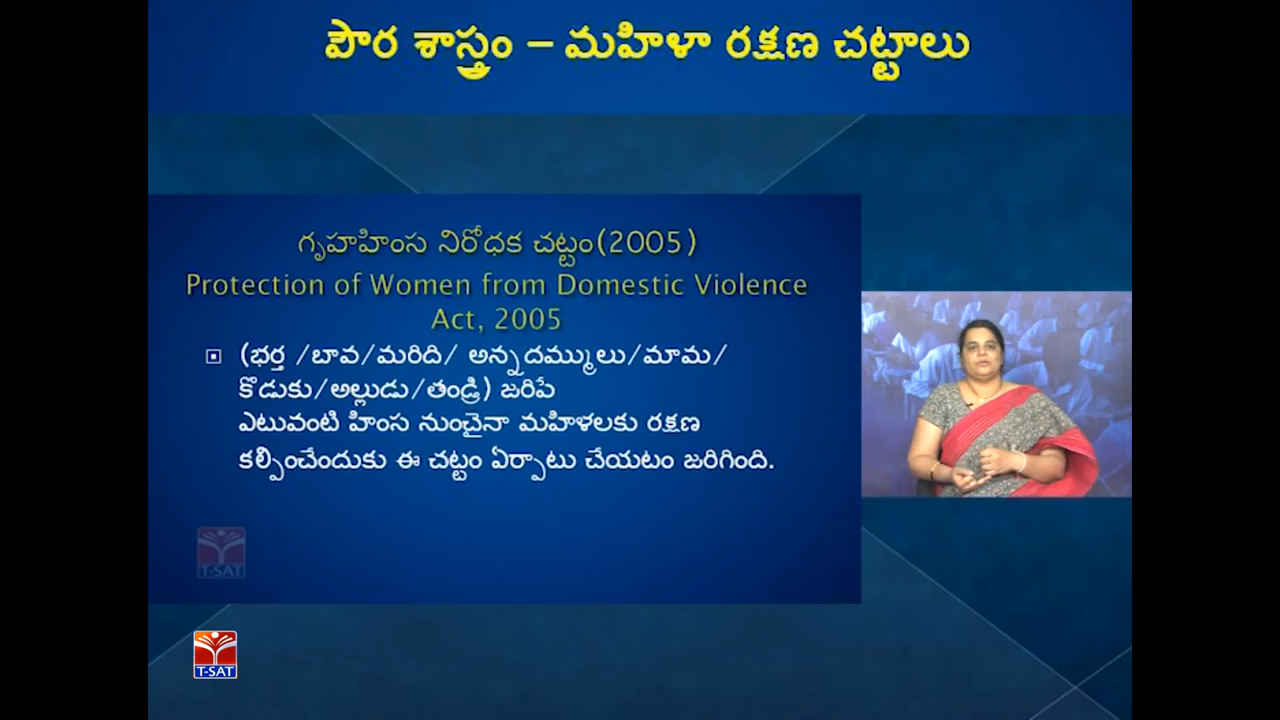 పౌర శాస్త్రం – మహిళా రక్షణ చట్టాలు
గృహహింస నిరోధక చట్టం(2005)
Protection of Women from Domestic Violence
Act, 2005
(భర్త /బావ/మరిది/ అన్నదమ్ములు/మామ/
కొడుకు/అల్లుడు/తండ్రి) జరిపే
ఎటువంటి హింస నుంచైనా మహిళలకు రక్షణ
కల్పించేందుకు ఈ చట్టం ఏర్పాటు చేయటం జరిగింది.
T-SAT
T-SAT